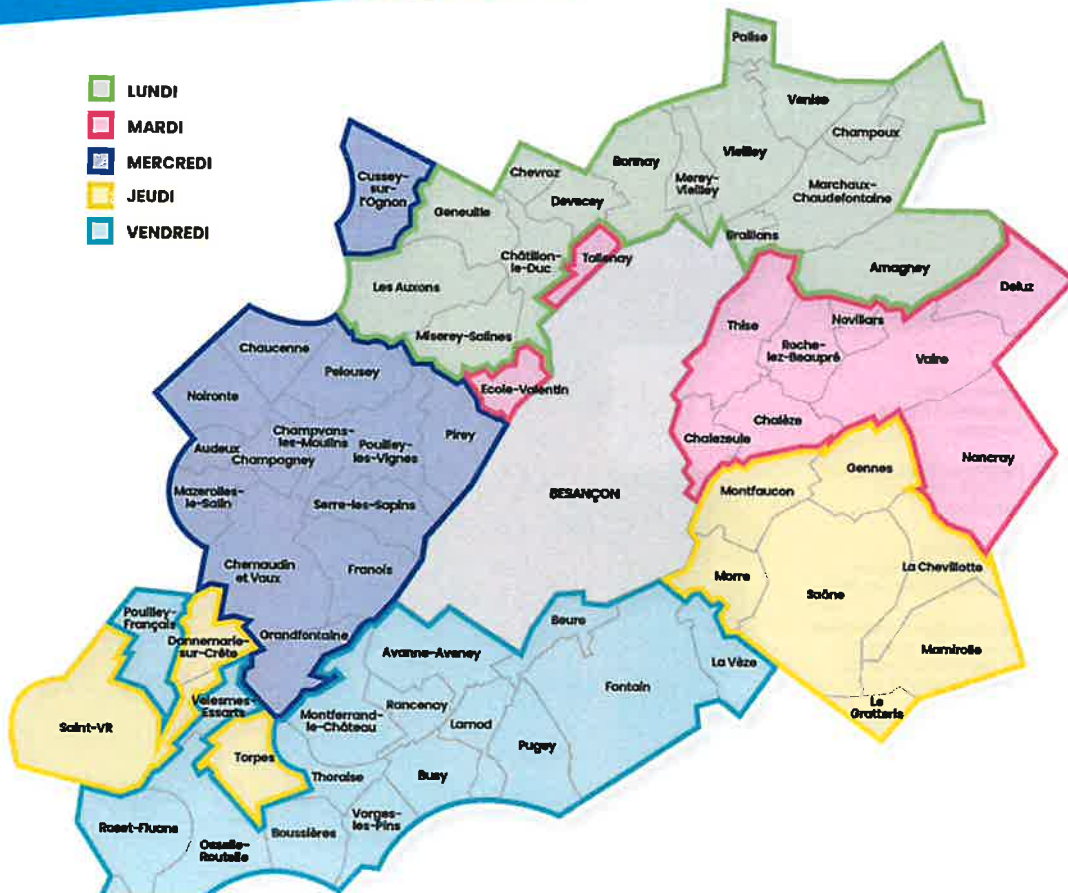 LUNDI
MARDI
MERCREDI
JEUDI
VENDREDI
Palise
Venise
Champoux
Vieilley
Bonnay
Merey-
Vieilley
Marchaux-
Chaudefontaine
Chevroz
Devecey
Cussey-
sur-
l'Ognon
Geneuille
Braillans
Châtillon-
le-Duc
Tallenay
Amagney
Les Auxons
Deluz
Miserey-Salines
Thise
Novillars
Roche-
lez-Beaupré
Vaire
Chaucenne
Pelousey
Ecole-Valentin
Noironte
Chalèze
Champvans-
les-Moulins
Pouilley-
les-Vignes
Pirey
Chalezeule
Audeux
Champagney
Nancray
Gennes
Mazerolles-
le-Salin
BESANÇON
Montfaucon
Serre-les-Sapins
Chemaudin
et Vaux
Franois
Morre
La Chevillotte
Saône
Pouilley-
Français
Dannemarie-
sur-Crête
Grandfontaine
Beure
Avanne-Aveney
Mamirolle
La Vèze
Fontain
Velesmes-
Essarts
Rancenay
Le
Gratteris
Montferrand-
le-Château
Larnod
Saint-VR
Pugey
Torpes
Thoraise
Busy
Vorges-
les-Pins
Roset-Fluans
Boussières
Osselle-
Routelle